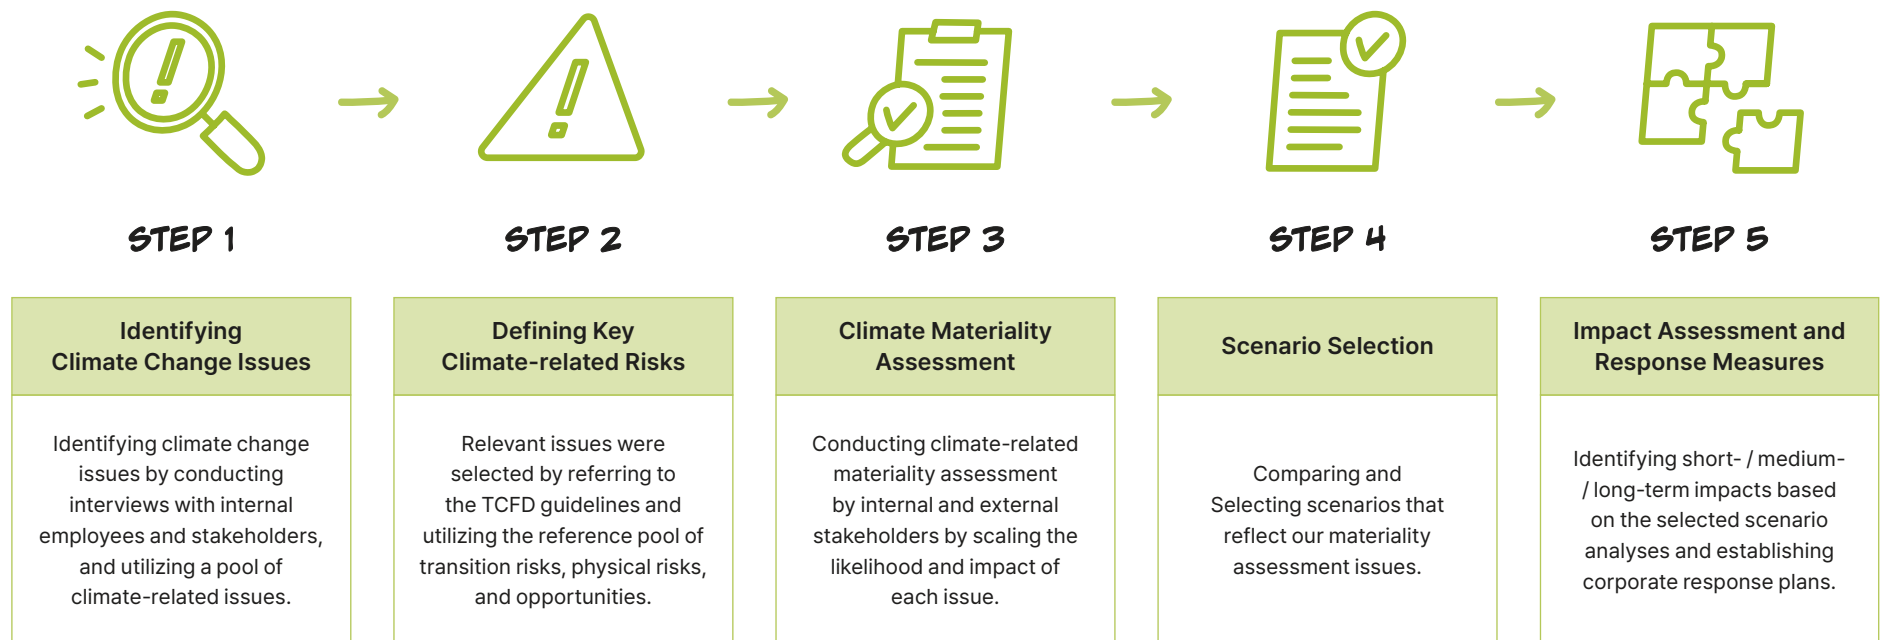 STEP 1
Identifying
Climate Change Issues
Identifying climate change
issues by conducting
interviews with internal
employees and stakeholders,
and utilizing a pool of
climate-related issues.
STEP 2
Defining Key
Climate-related Risks
Relevant issues were
selected by referring to
the TCFD guidelines and
utilizing the reference pool of
transition risks, physical risks,
and opportunities.
STEP 3
Climate Materiality
Assessment
Conducting climate-related
materiality assessment
by internal and external
stakeholders by scaling the
likelihood and impact of
each issue.
STEP 4
Scenario Selection
Comparing and
Selecting scenarios that
reflect our materiality
assessment issues.
STEP 5
Impact Assessment and
Response Measures
Identifying short- / medium-
/ long-term impacts based
on the selected scenario
analyses and establishing
corporate response plans.